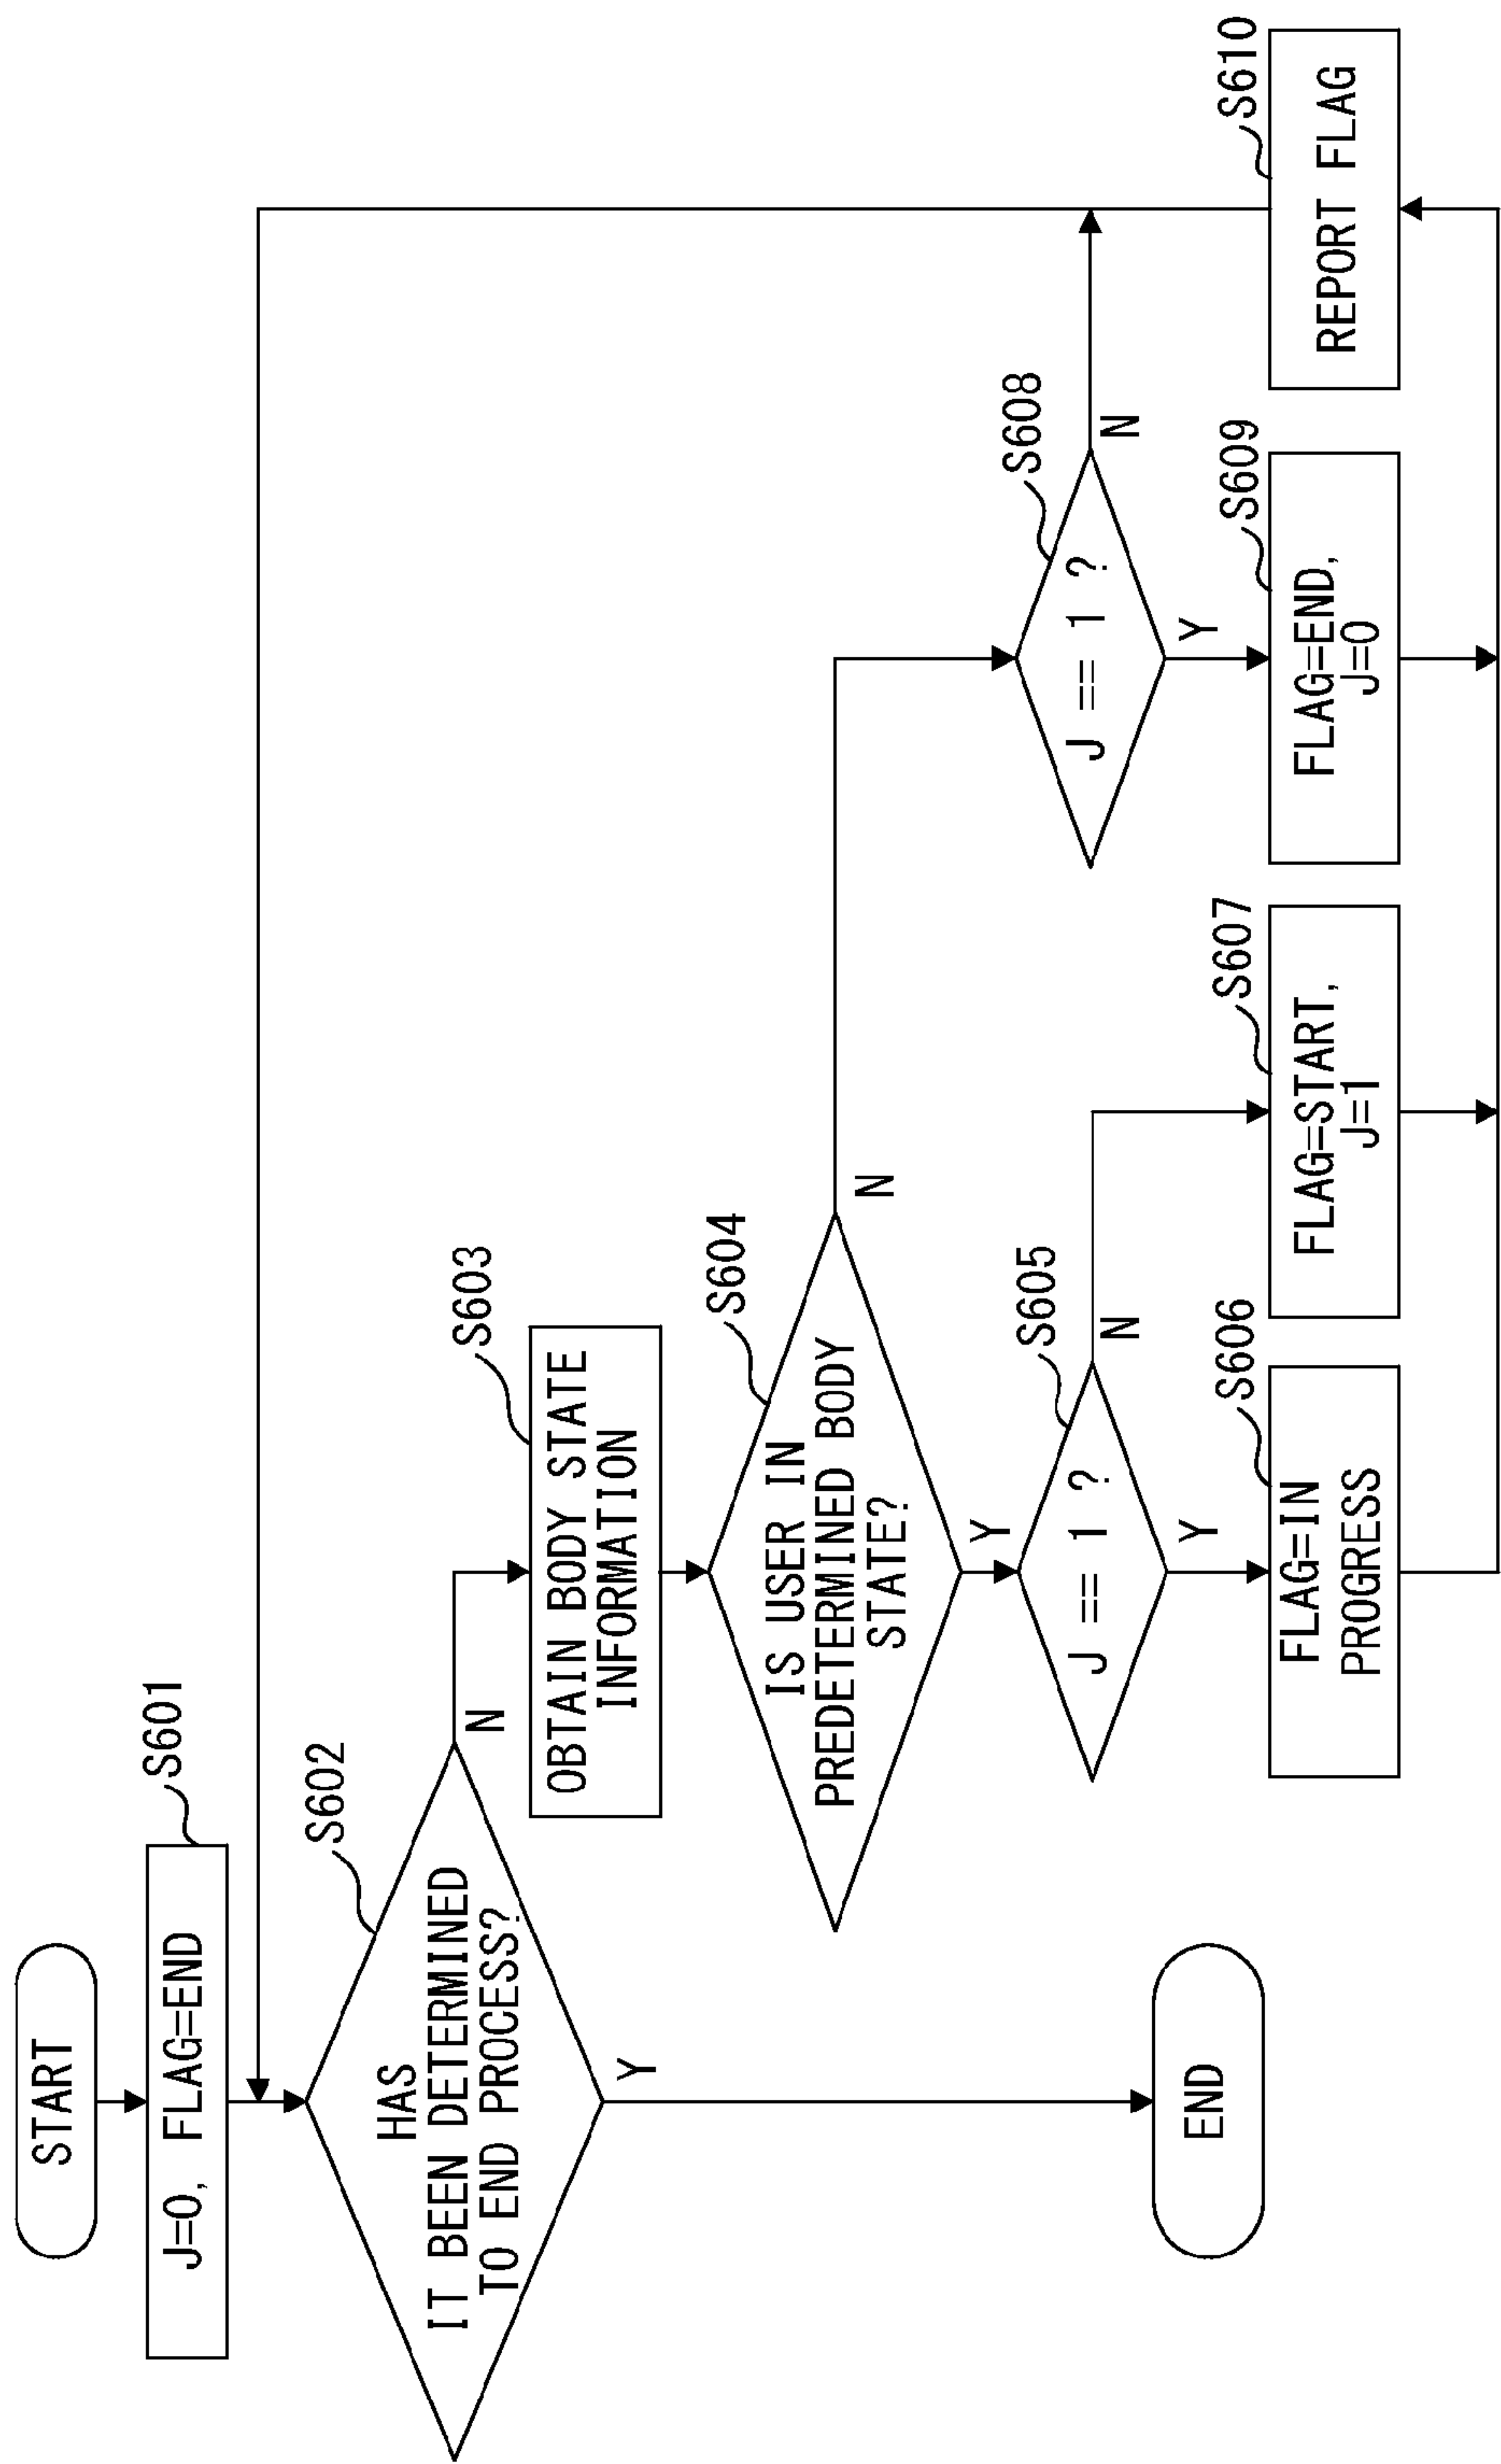 START
S601
J=0, FLAG=END
S602
HAS
IT BEEN DETERMINED
TO END PROCESS?
N
Y
S603
OBTAIN BODY STATE
INFORMATION
S604
IS USER IN
PREDETERMINED BODY
STATE?
N
Y
S605
J == 1 ?
N
Y
S608
J == 1 ?
N
Y
END
S606
FLAG=IN
PROGRESS
S607
FLAG=START,
J=1
S609
FLAG=END,
J=0
S610
REPORT FLAG